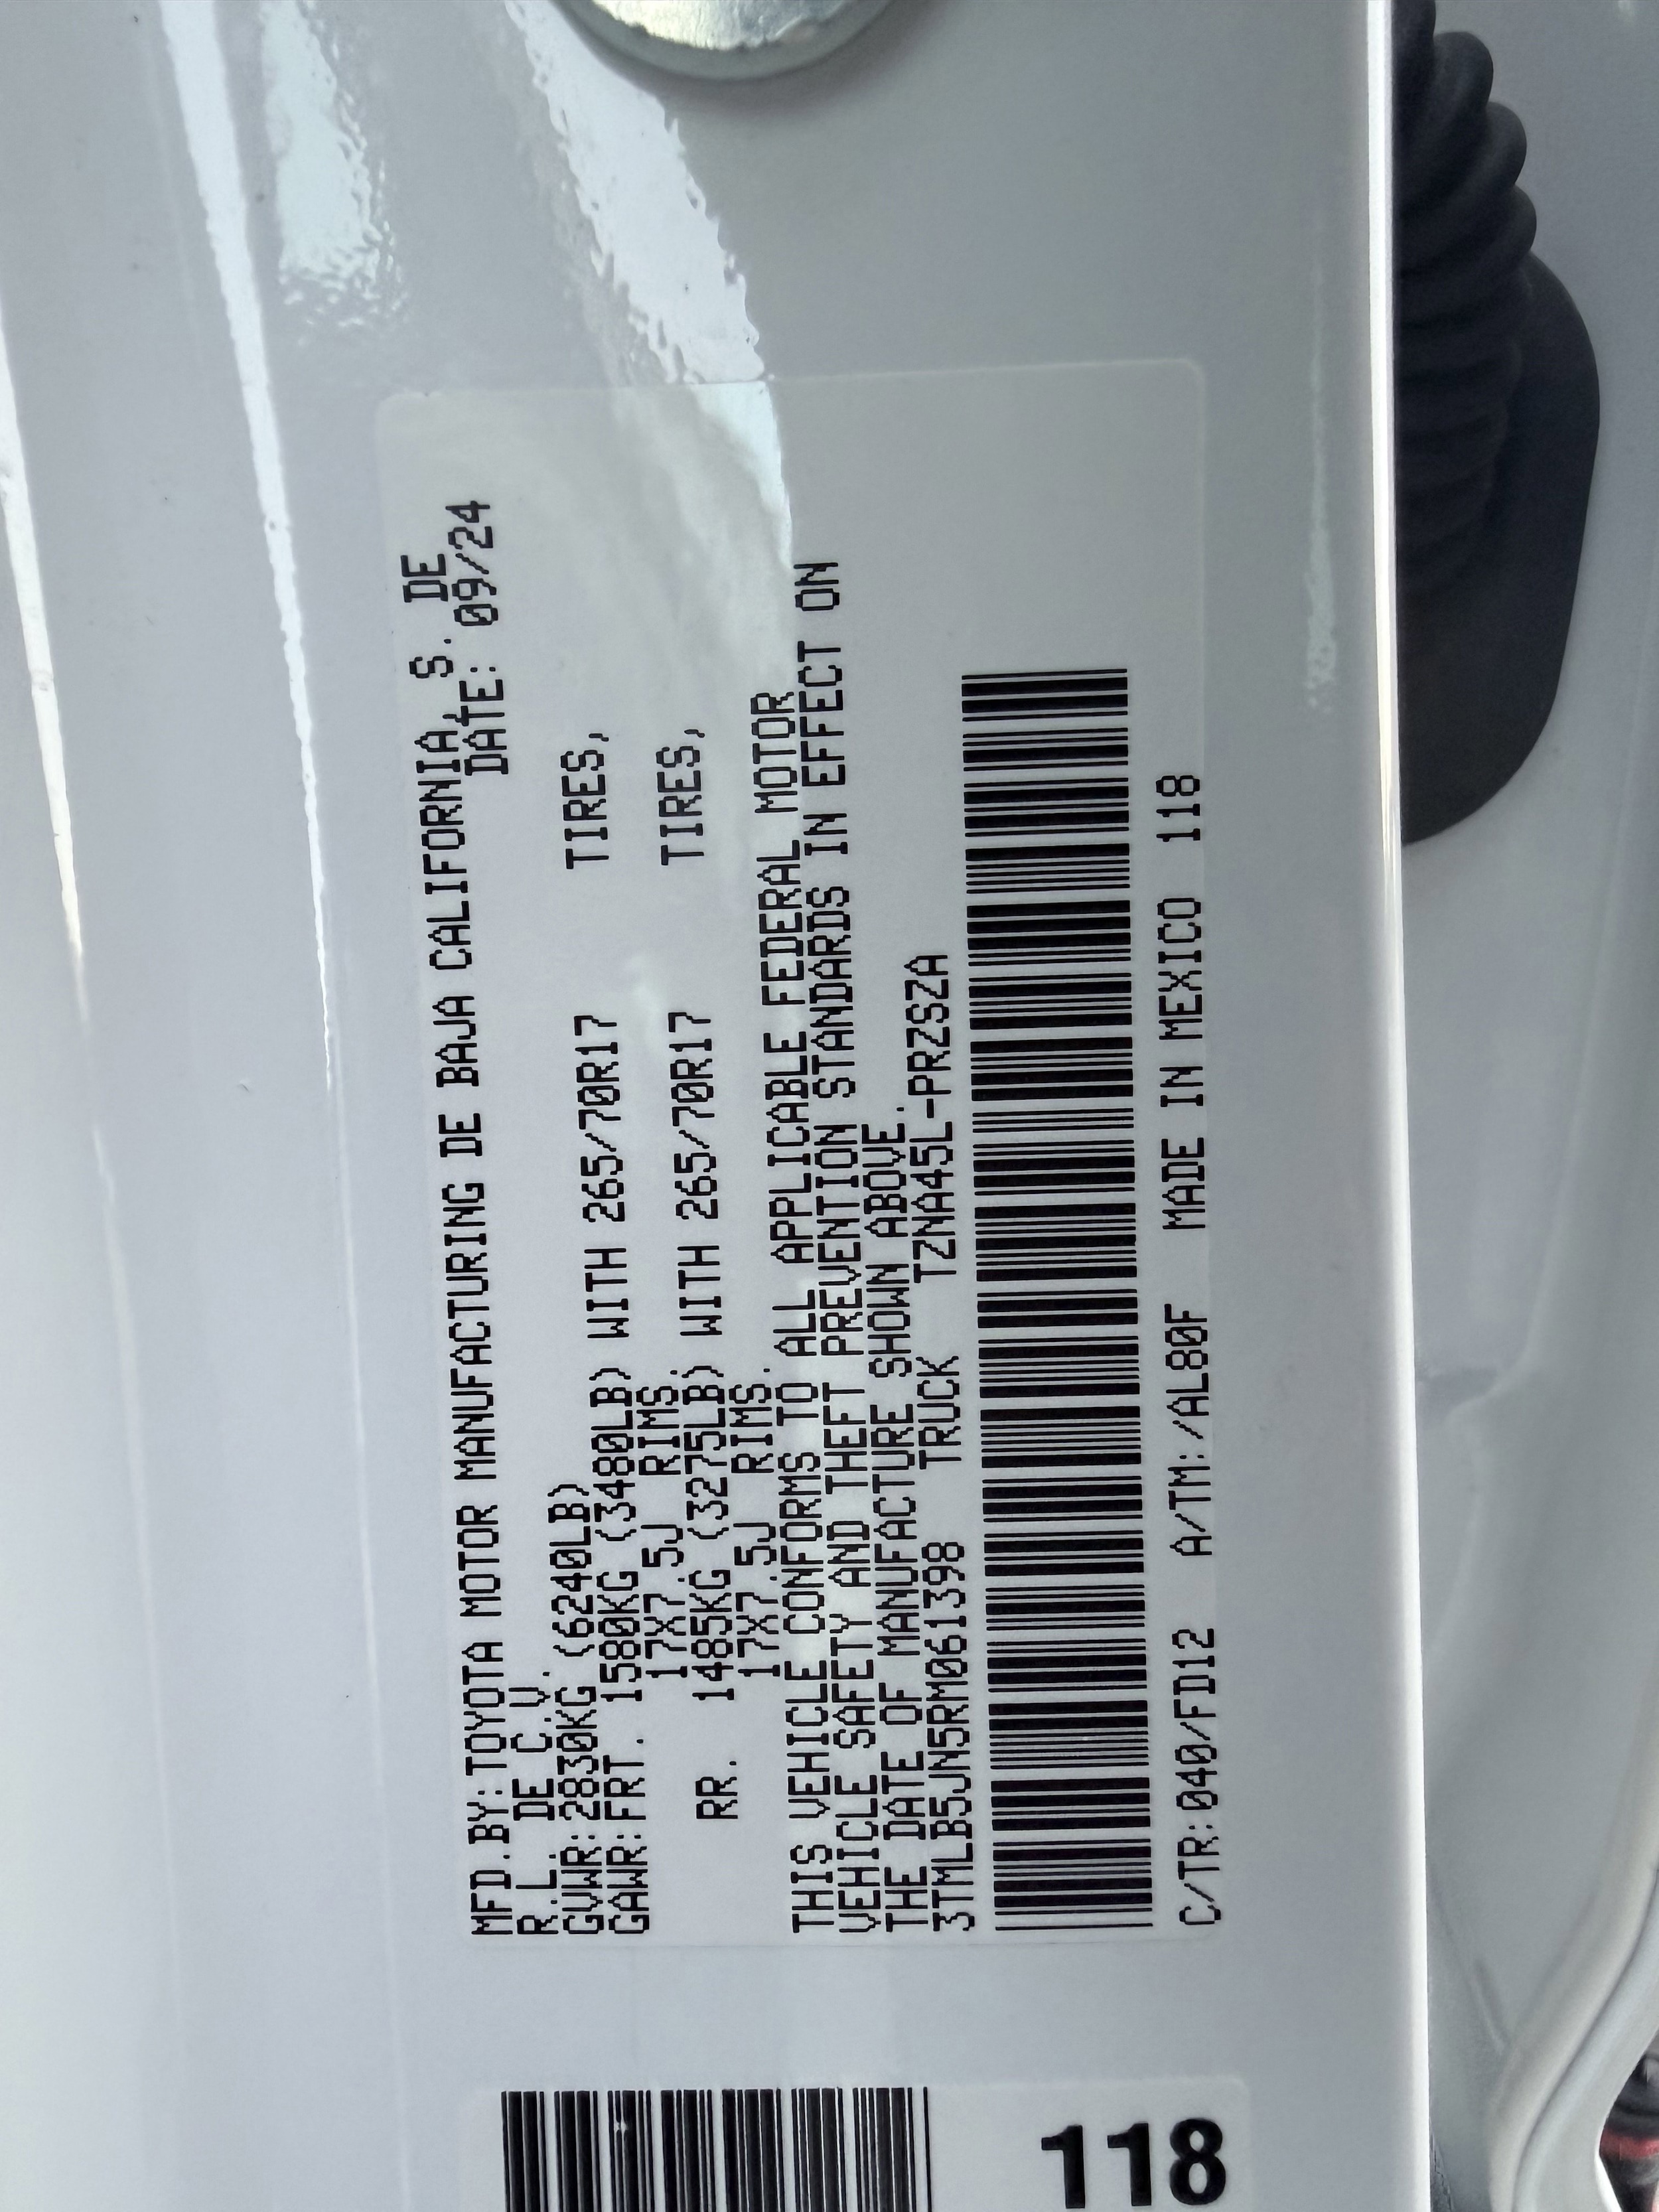 MFD.BY:TOYOTA MOTOR MANUFACTURING DE BAJA CALIFORNIA, S. DE
R.L. DE C.V. DATE: 09/24
GVWR:2830KG (6240LB)
GAWR:FRT. 1580KG (3480LB) WITH 265/70R17 TIRES,
17X7.5J RIMS.
RR. 1485KG (3275LB) WITH 265/70R17 TIRES,
17X7.5J RIMS.
THIS VEHICLE CONFORMS TO ALL APPLICABLE FEDERAL MOTOR
VEHICLE SAFETY AND THEFT PREVENTION STANDARDS IN EFFECT ON
THE DATE OF MANUFACTURE SHOWN ABOVE.
3TMLB5JN5RM061398 TRUCK TZNA45L-PRZSZA
C/TR:040/FD12 A/TM:/AL80F MADE IN MEXICO 118
118